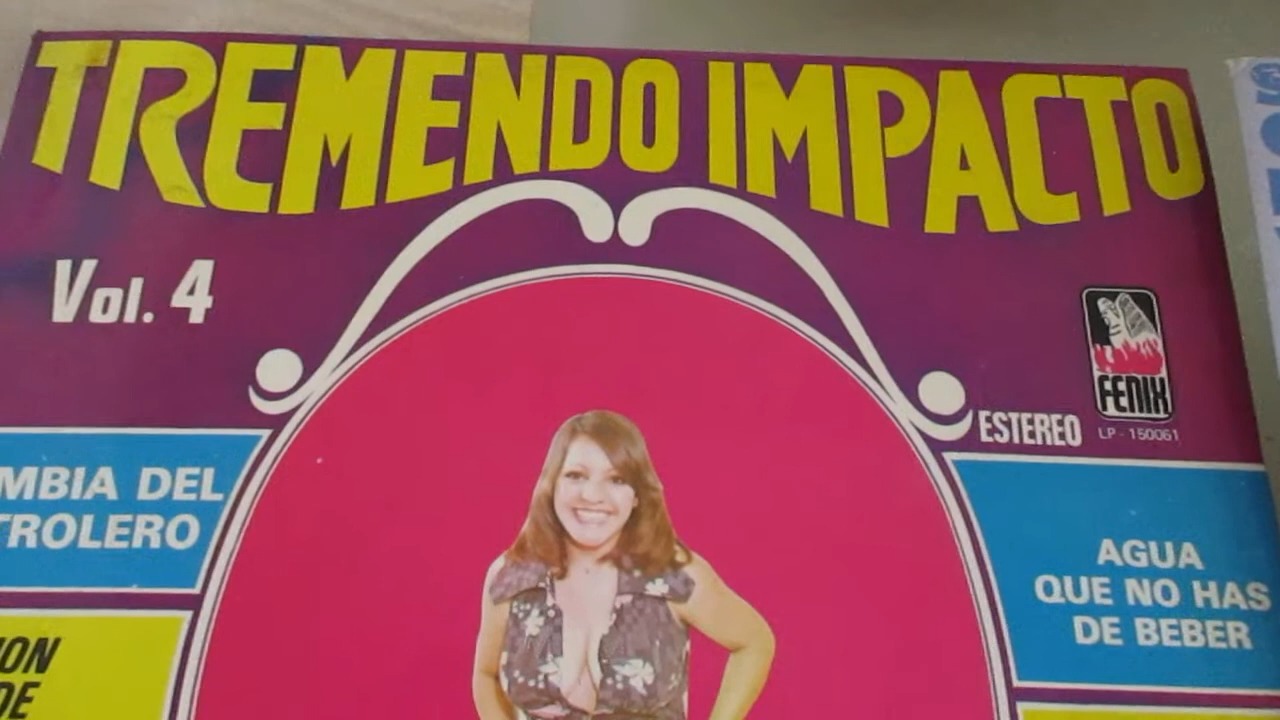 TREMENDO IMPACTO
Vol. 4
FENIX
ESTEREO LP - 150061
MBIA DEL
TROLERO
AGUA
QUE NO HAS
DE BEBER
ION
DE